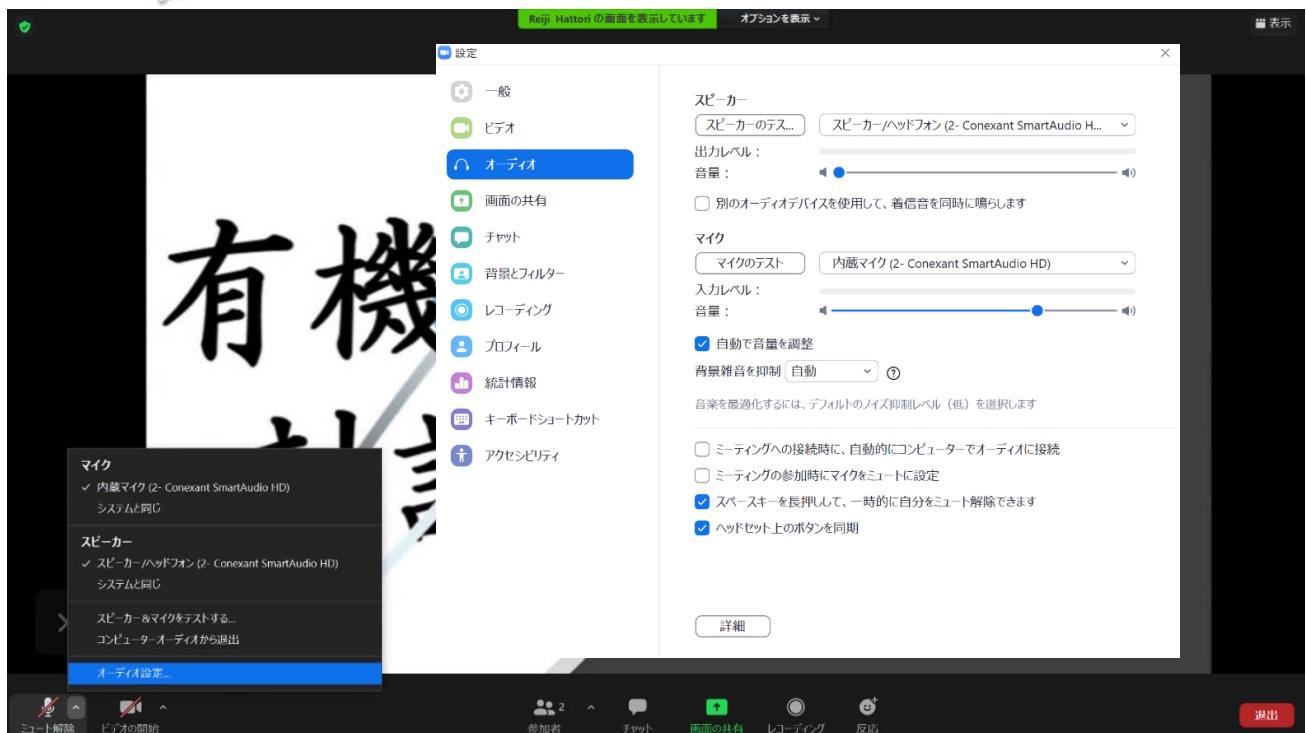 Reiji Hattori の画面を表示しています オプションを表示
表示
設定
一般
ビデオ
オーディオ
画面の共有
チャット
背景とフィルター
レコーディング
プロフィール
統計情報
キーボードショートカット
アクセシビリティ
スピーカー
スピーカーのテス... スピーカー/ヘッドフォン (2- Conexant SmartAudio H...
出力レベル：
音量：
別のオーディオデバイスを使用して、着信音を同時に鳴らします
マイク
マイクのテスト 内蔵マイク (2- Conexant SmartAudio HD)
入力レベル：
音量：
自動で音量を調整
背景雑音を抑制 自動
音楽を最適化するには、デフォルトのノイズ抑制レベル（低）を選択します
ミーティングへの接続時に、自動的にコンピューターでオーディオに接続
ミーティングの参加時にマイクをミュートに設定
スペースキーを長押しして、一時的に自分をミュート解除できます
ヘッドセット上のボタンを同期
詳細
有機
マイク
内蔵マイク (2- Conexant SmartAudio HD)
システムと同じ
スピーカー
スピーカー/ヘッドフォン (2- Conexant SmartAudio HD)
システムと同じ
スピーカー&マイクをテストする...
コンピューターオーディオから退出
オーディオ設定...
ミュート解除 ビデオの開始 参加者 2 チャット 画面の共有 レコーディング 反応 退出